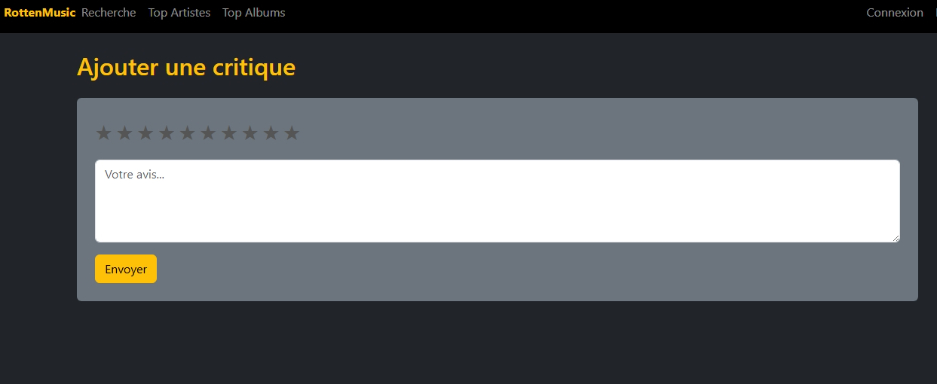 RottenMusic Recherche Top Artistes Top Albums Connexion
Ajouter une critique
★ ★ ★ ★ ★ ★ ★ ★ ★ ★
Votre avis...
Envoyer